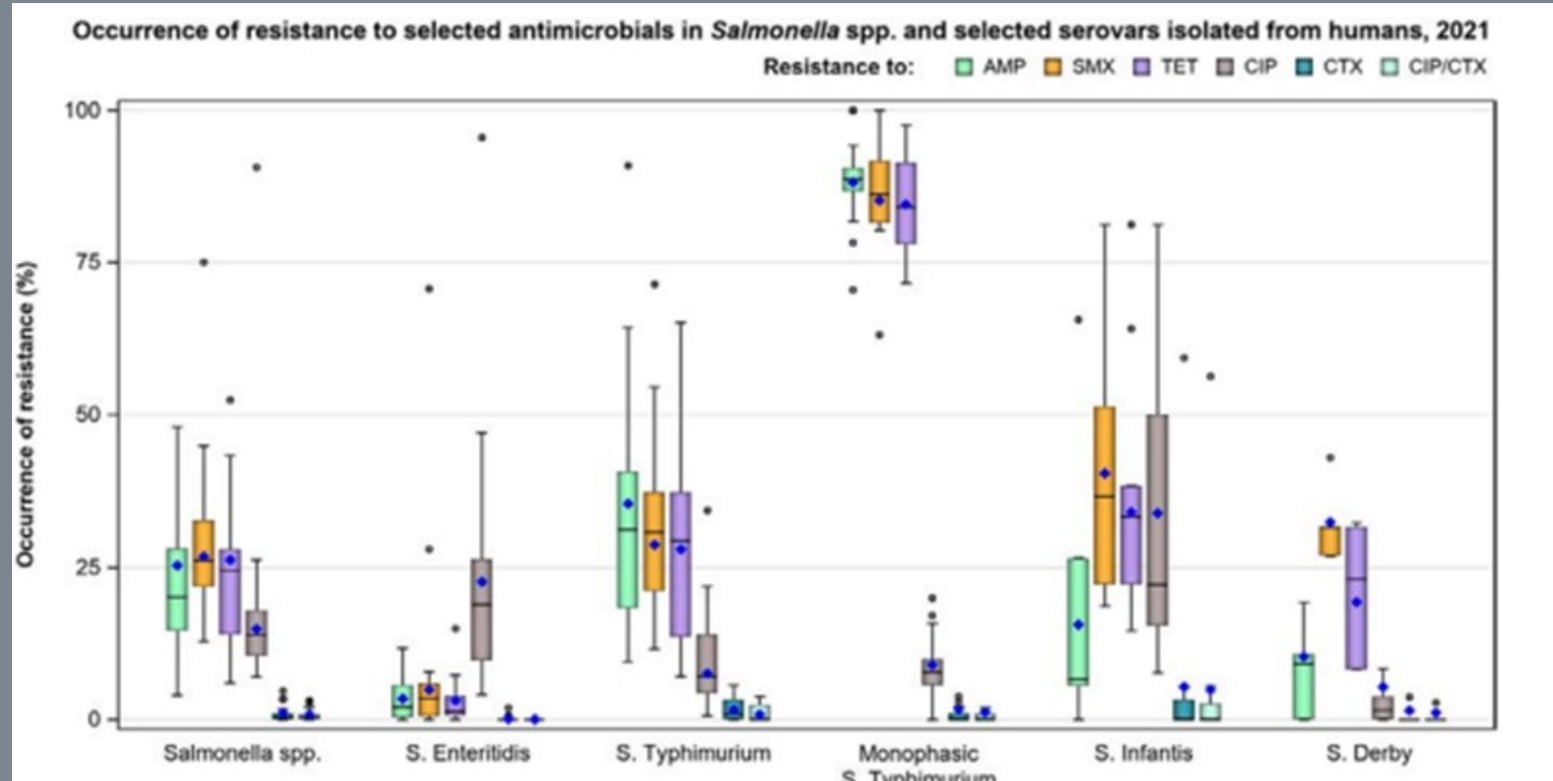 Occurrence of resistance to selected antimicrobials in Salmonella spp. and selected serovars isolated from humans, 2021
Resistance to: AMP SMX TET CIP CTX CIP/CTX
Occurrence of resistance (%)
100
75
50
25
0
Salmonella spp. S. Enteritidis S. Typhimurium Monophasic S. Infantis S. Derby
S. Typhimurium